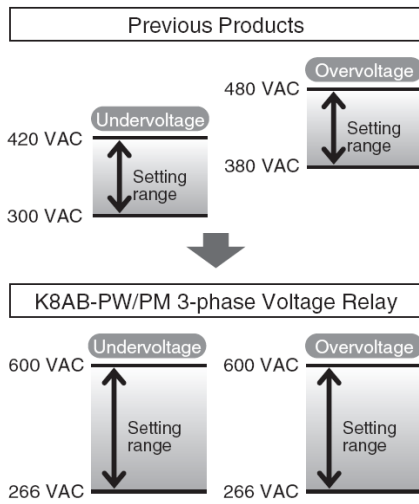 Previous Products
Overvoltage
480 VAC
Undervoltage
420 VAC
Setting
range
380 VAC
Setting
range
300 VAC
K8AB-PW/PM 3-phase Voltage Relay
Undervoltage
Overvoltage
600 VAC
600 VAC
Setting
range
Setting
range
266 VAC
266 VAC